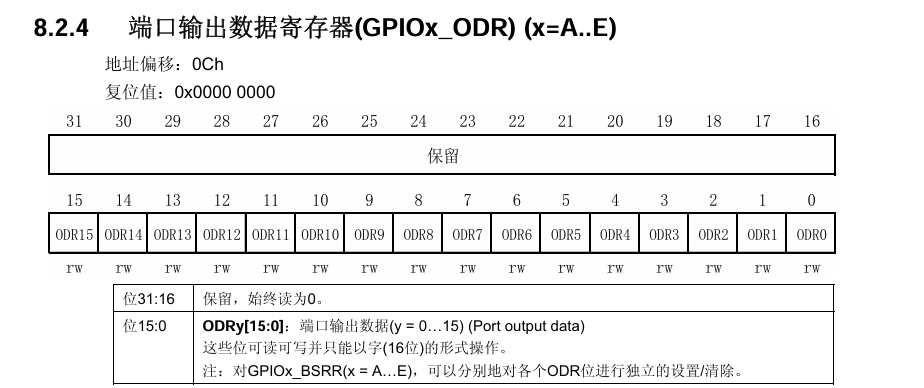 8.2.4 端口输出数据寄存器(GPIOx_ODR) (x=A..E)
地址偏移：0Ch
复位值：0x0000 0000
31 30 29 28 27 26 25 24 23 22 21 20 19 18 17 16
保留
15 14 13 12 11 10 9 8 7 6 5 4 3 2 1 0
ODR15 ODR14 ODR13 ODR12 ODR11 ODR10 ODR9 ODR8 ODR7 ODR6 ODR5 ODR4 ODR3 ODR2 ODR1 ODR0
rw rw rw rw rw rw rw rw rw rw rw rw rw rw rw rw
位31:16 保留，始终读为0。
位15:0 ODRy[15:0]：端口输出数据(y = 0…15) (Port output data)
这些位可读可写并只能以字(16位)的形式操作。
注：对GPIOx_BSRR(x = A…E)，可以分别地对各个ODR位进行独立的设置/清除。